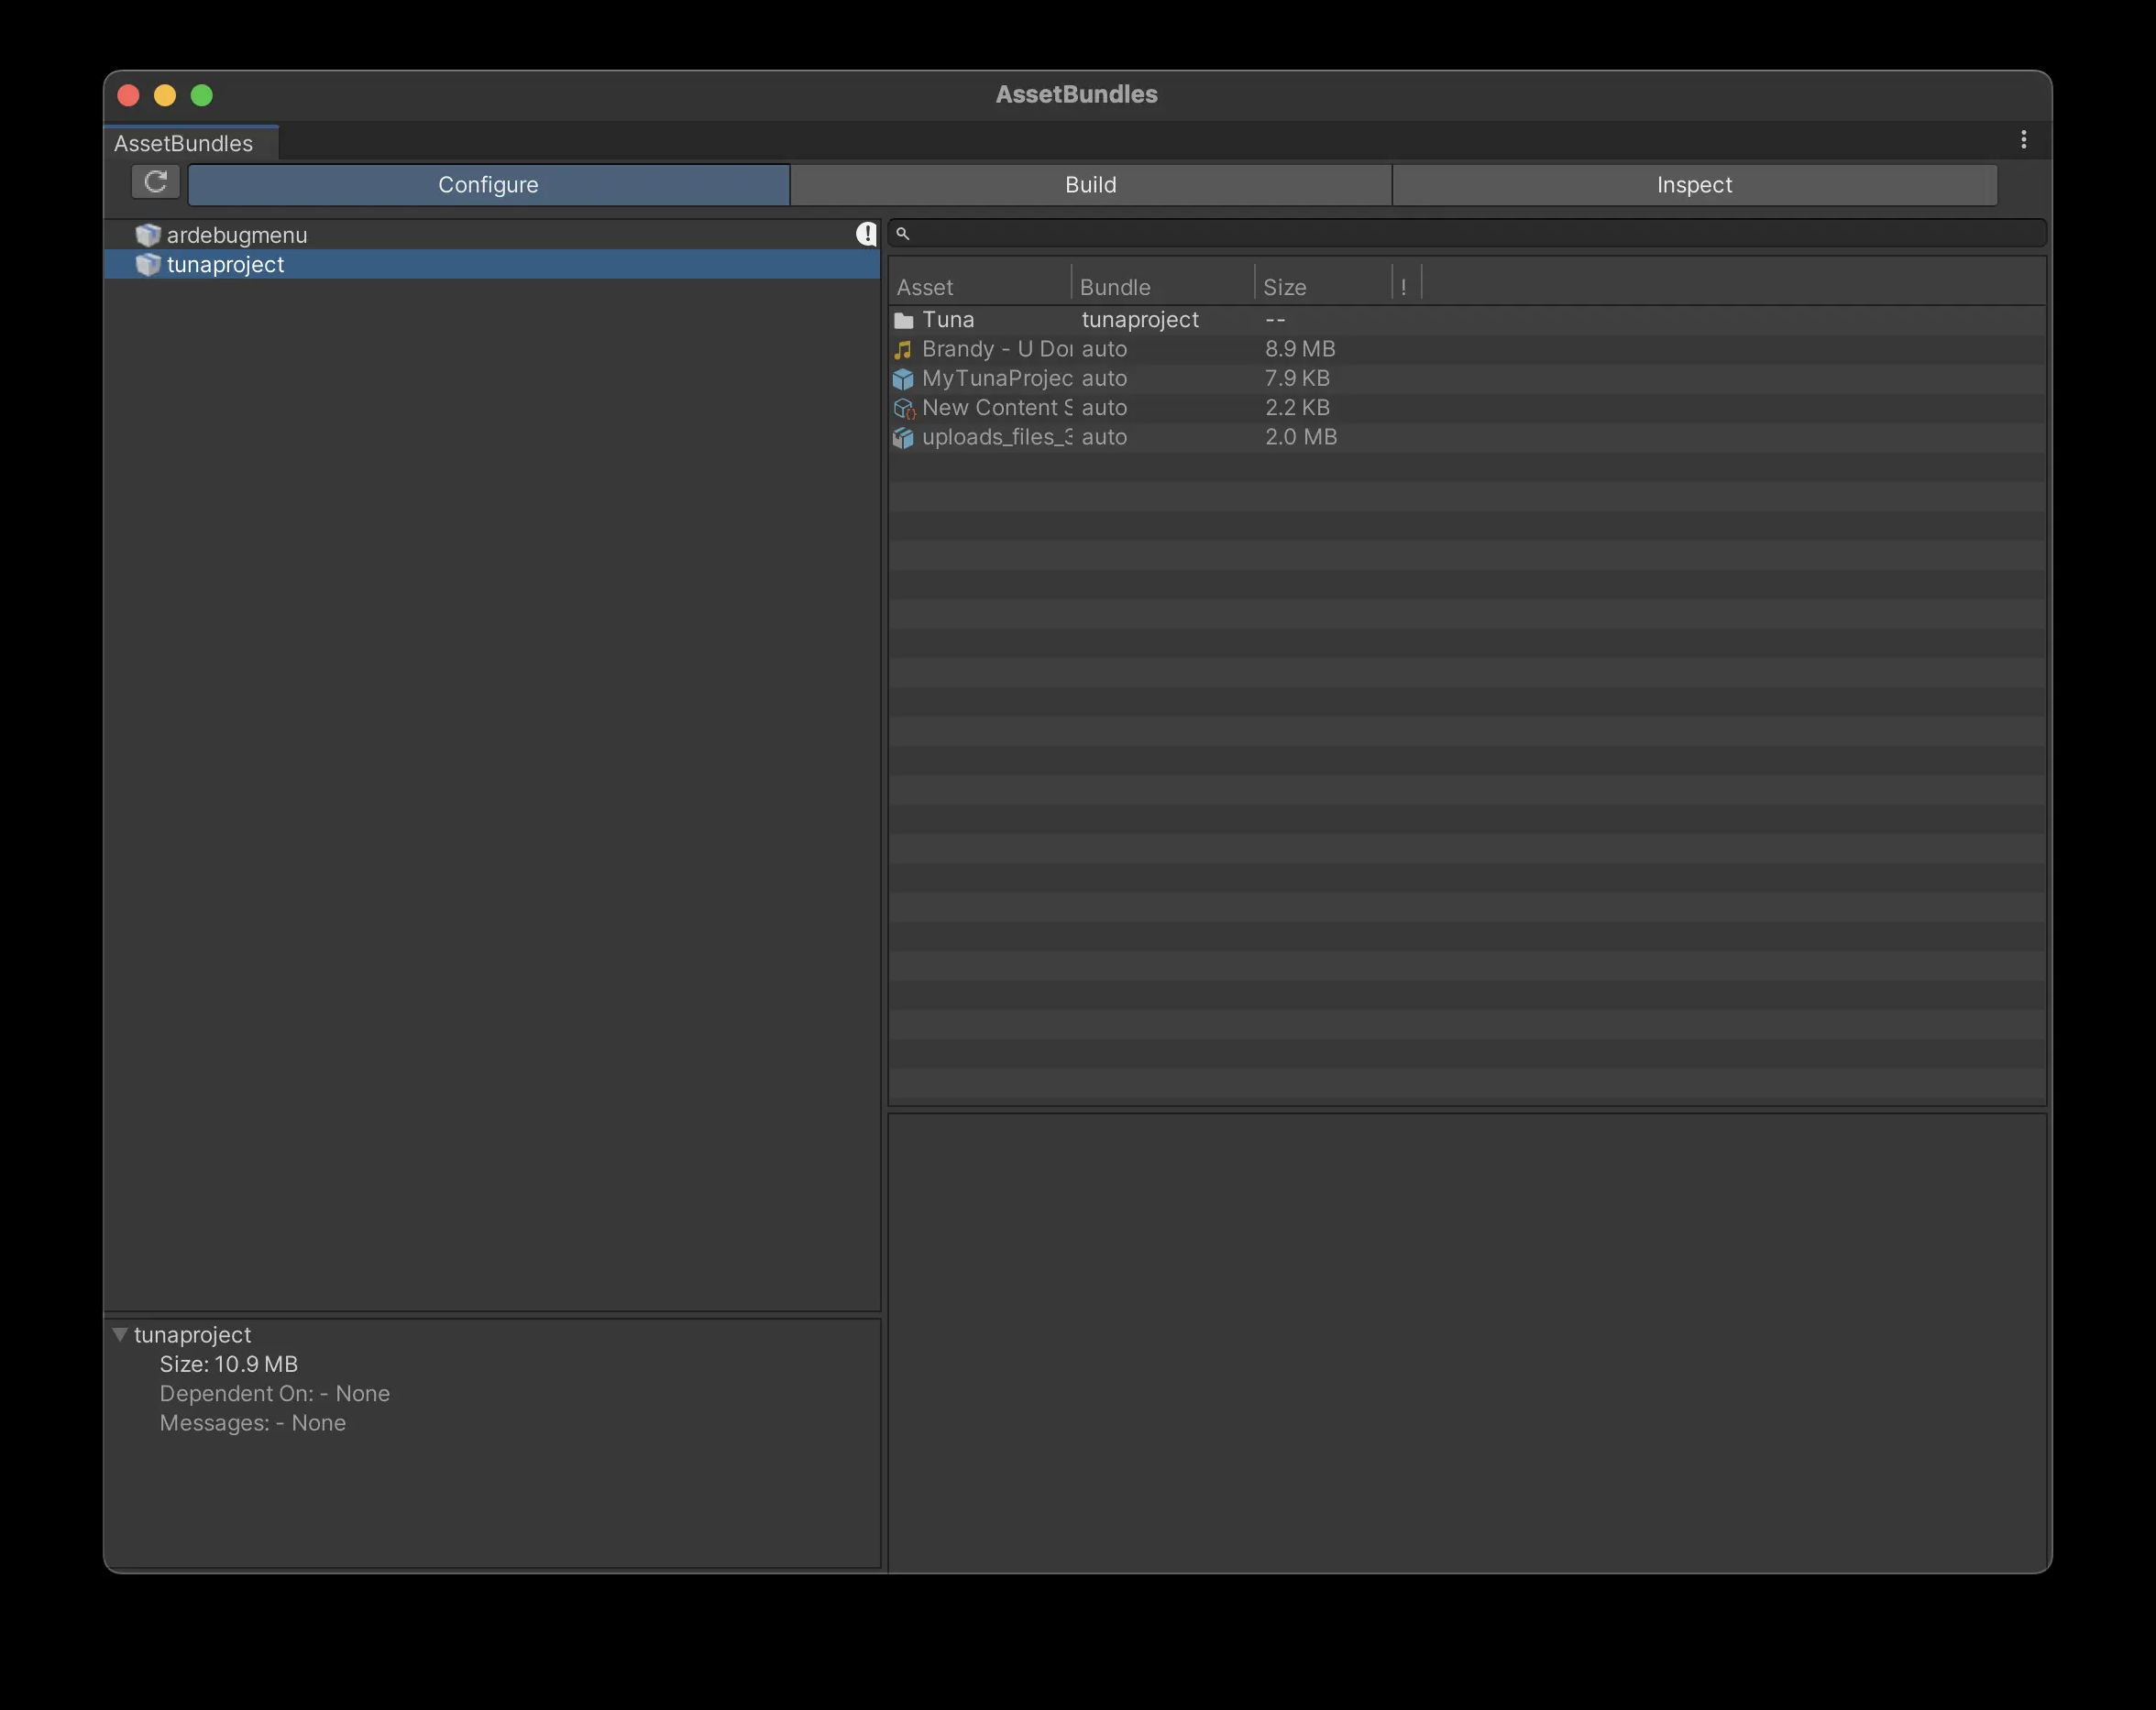 AssetBundles
AssetBundles
Configure Build Inspect
ardebugmenu
tunaproject
Asset Bundle Size !
Tuna tunaproject --
Brandy - U Do auto 8.9 MB
MyTunaProjec auto 7.9 KB
New Content S auto 2.2 KB
uploads_files_3 auto 2.0 MB
tunaproject
Size: 10.9 MB
Dependent On: - None
Messages: - None